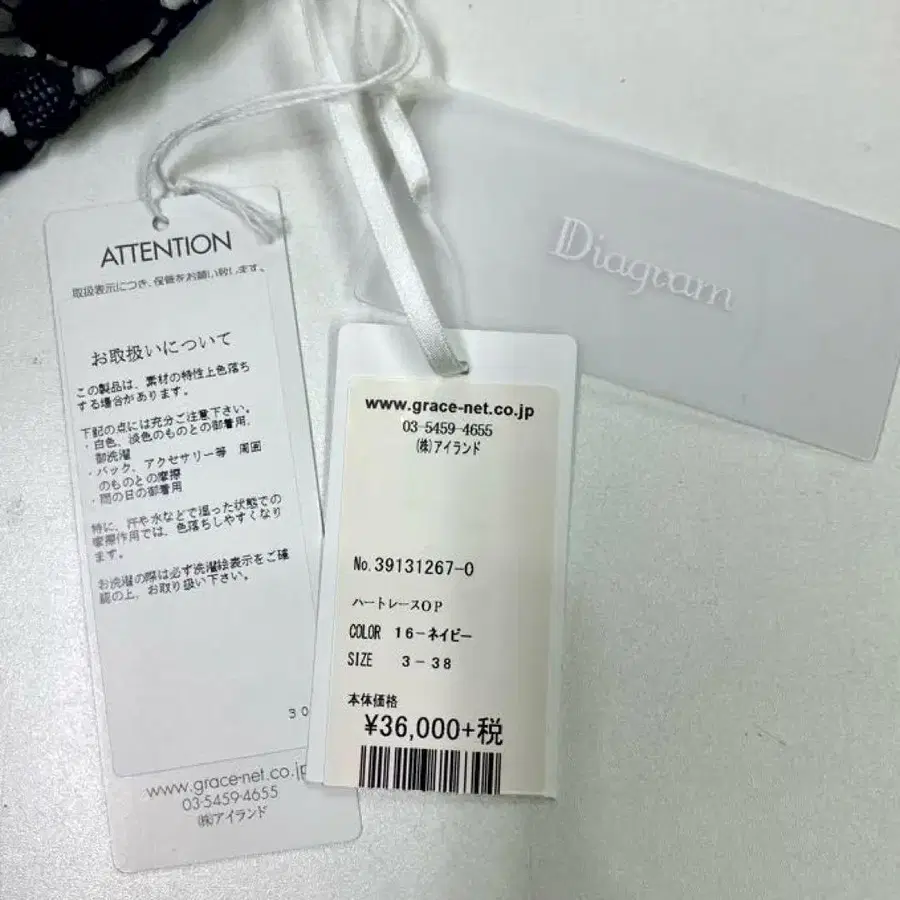 ATTENTION
取扱表示につき、保管をお願い致します。
お取扱いについて
この製品は、素材の特性上色落ち
する場合があります。
下記の点には充分ご注意下さい。
・白色、淡色のものとの御着用、
御洗濯
・バック、アクセサリー等 周囲
のものとの摩擦
・雨の日の御着用
特に、汗や水などで湿った状態での
摩擦作用では、色落ちしやすくなり
ます。
お洗濯の際は必ず洗濯絵表示をご確
認の上、お取り扱い下さい。
30
www.grace-net.co.jp
03-5459-4655
㈱アイランド
Diagram
www.grace-net.co.jp
03-5459-4655
(株)アイランド
No.39131267-0
ハートレースOP
COLOR 16-ネイビー
SIZE 3-38
本体価格
¥36,000+税